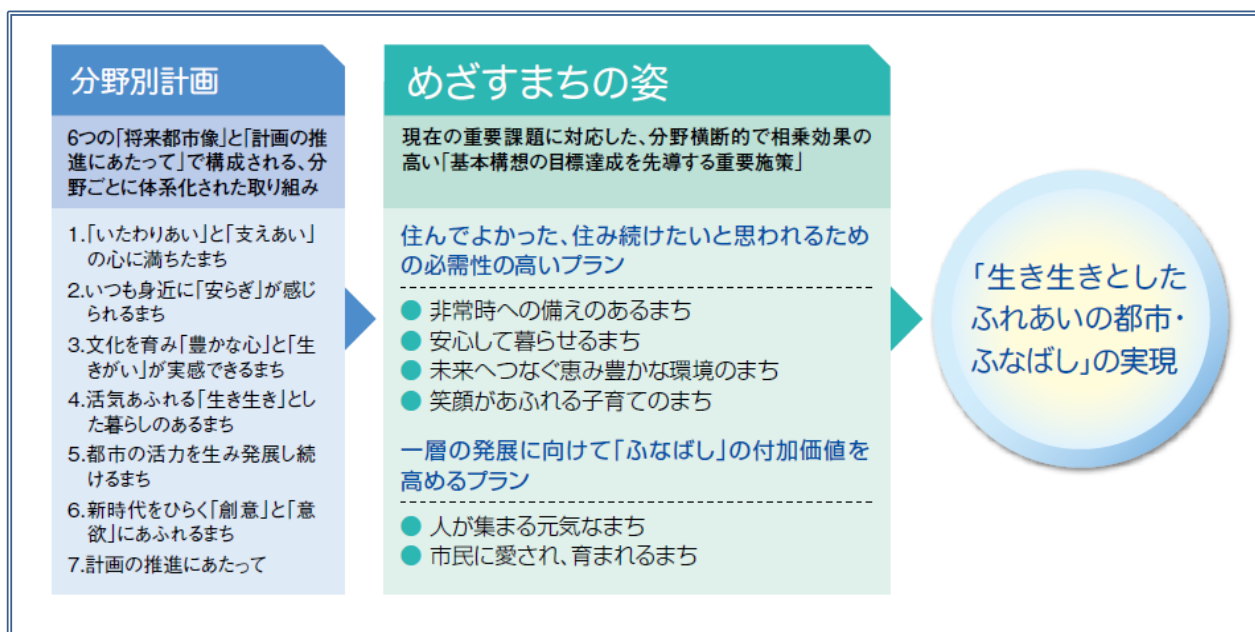 分野別計画
6つの「将来都市像」と「計画の推
進にあたって」で構成される、分
野ごとに体系化された取り組み
1.「いたわりあい」と「支えあい」
の心に満ちたまち
2.いつも身近に「安らぎ」が感じ
られるまち
3.文化を育み「豊かな心」と「生
きがい」が実感できるまち
4.活気あふれる「生き生き」とし
た暮らしのあるまち
5.都市の活力を生み発展し続
けるまち
6.新時代をひらく「創意」と「意
欲」にあふれるまち
7.計画の推進にあたって
めざすまちの姿
現在の重要課題に対応した、分野横断的で相乗効果の
高い「基本構想の目標達成を先導する重要施策」
住んでよかった、住み続けたいと思われるため
の必需性の高いプラン
● 非常時への備えのあるまち
● 安心して暮らせるまち
● 未来へつなぐ恵み豊かな環境のまち
● 笑顔があふれる子育てのまち
一層の発展に向けて「ふなばし」の付加価値を
高めるプラン
● 人が集まる元気なまち
● 市民に愛され、育まれるまち
「生き生きとした
ふれあいの都市・
ふなばし」の実現